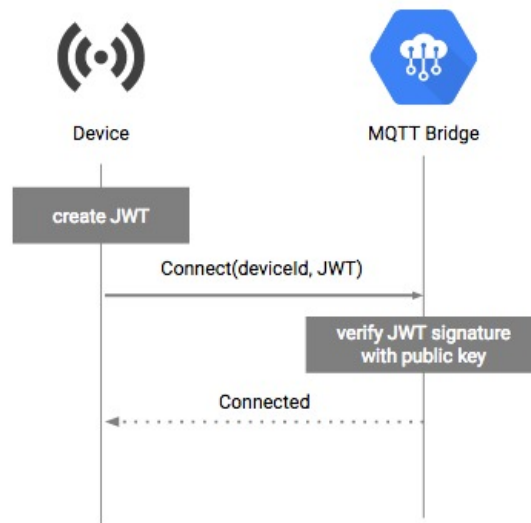 Device
MQTT Bridge
create JWT
Connect(deviceId, JWT)
verify JWT signature
with public key
Connected